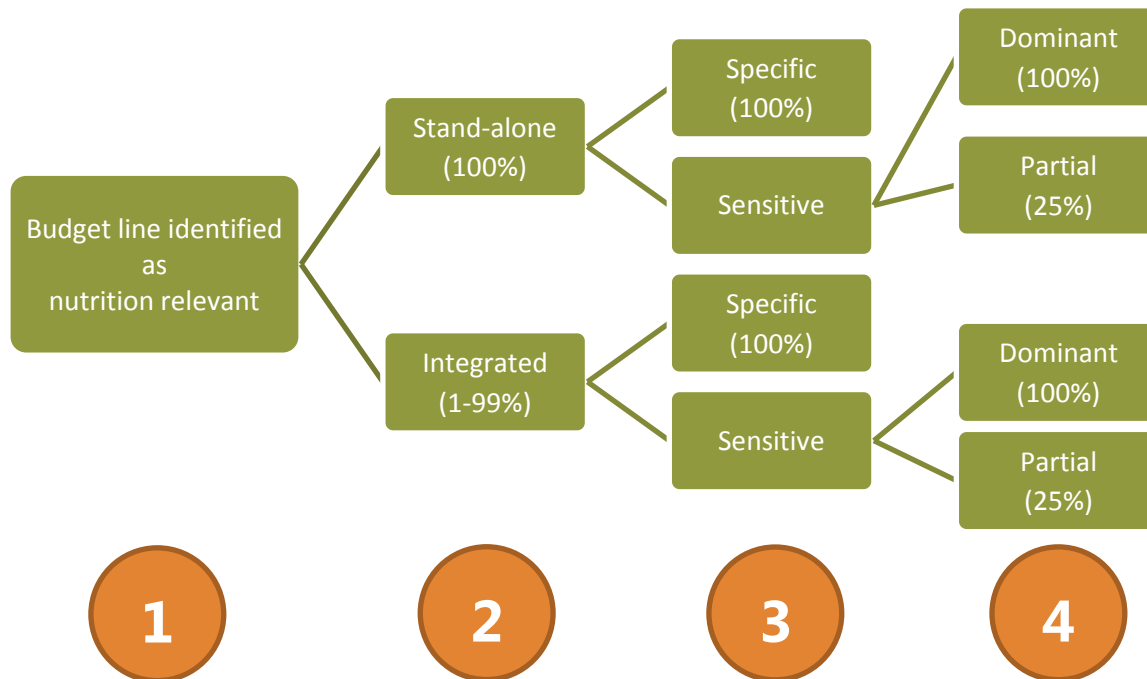 Budget line identified
as
nutrition relevant
Stand-alone
(100%)
Integrated
(1-99%)
Specific
(100%)
Sensitive
Specific
(100%)
Sensitive
Dominant
(100%)
Partial
(25%)
Dominant
(100%)
Partial
(25%)
1
2
3
4